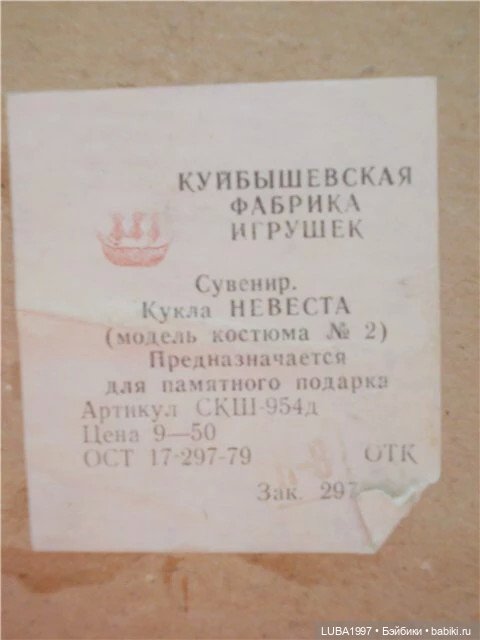 КУЙБЫШЕВСКАЯ
ФАБРИКА
ИГРУШЕК
Сувенир.
Кукла НЕВЕСТА
(модель костюма № 2)
Предназначается
для памятного подарка
Артикул СКШ-954д
Цена 9—50
ОСТ 17-297-79 ОТК
Зак. 297
LUBA1997 • Бэйбики • babiki.ru